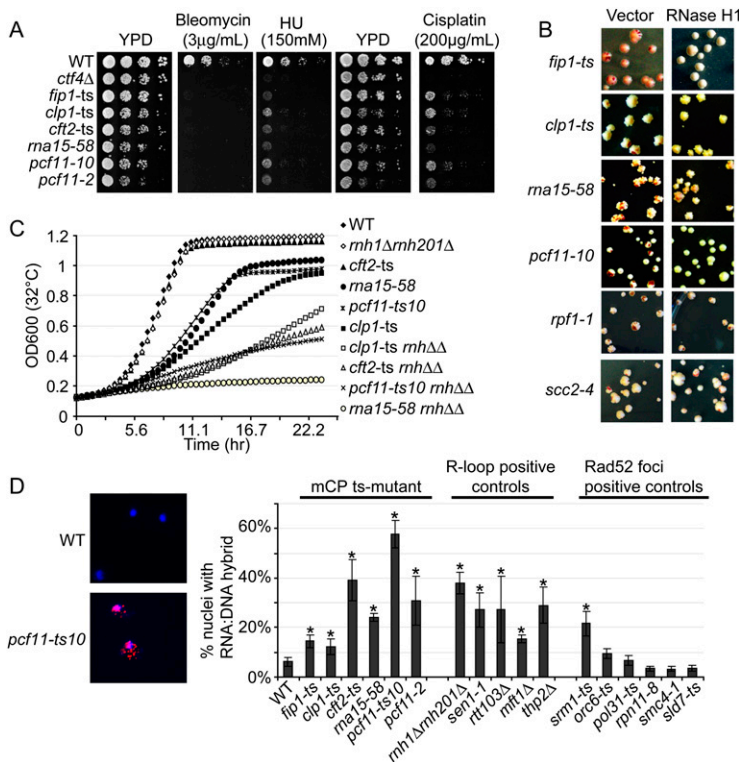 A
YPD
Bleomycin
(3µg/mL)
HU
(150mM)
YPD
Cisplatin
(200µg/mL)
WT
ctf4Δ
fip1-ts
clp1-ts
cft2-ts
rna15-58
pcf11-10
pcf11-2
B
Vector
RNase H1
fip1-ts
clp1-ts
rna15-58
pcf11-10
rpf1-1
scc2-4
C
OD600 (32°C)
1.2
1.0
0.8
0.6
0.4
0.2
0
0
5.6
11.1
16.7
22.2
Time (hr)
WT
rnh1Δrnh201Δ
cft2-ts
rna15-58
pcf11-ts10
clp1-ts
clp1-ts rnhΔΔ
cft2-ts rnhΔΔ
pcf11-ts10 rnhΔΔ
rna15-58 rnhΔΔ
D
WT
pcf11-ts10
mCP ts-mutant
R-loop positive
controls
Rad52 foci
positive controls
% nuclei with
RNA:DNA hybrid
60%
40%
20%
0%
* * * * * * * * * * * *
WT
fip1-ts
clp1-ts
cft2-ts
rna15-58
pcf11-ts10
pcf11-2
rnh1Δrnh201Δ
sen1-1
rtt103Δ
mft1Δ
thp2Δ
srm1-ts
orc6-ts
pol31-ts
rpn11-8
smc4-1
sld7-ts